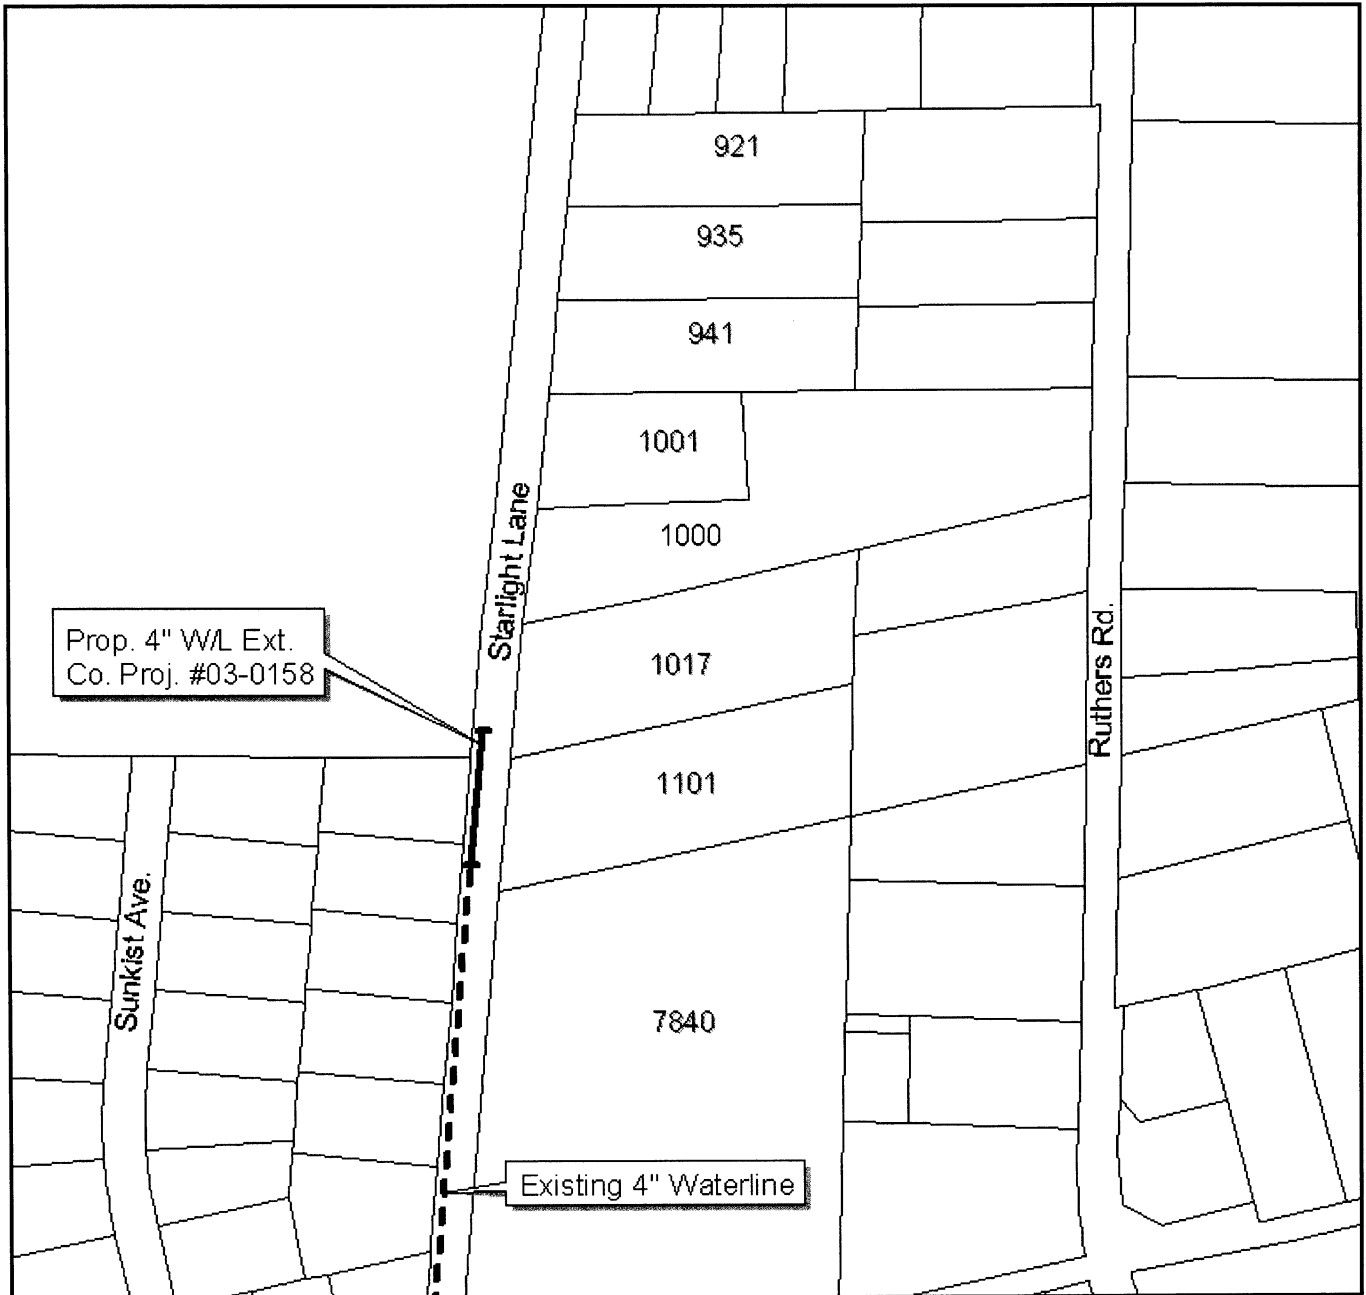 921
935
941
1001
1000
Starlight Lane
Prop. 4" W/L Ext.
Co. Proj. #03-0158
1017
Ruthers Rd.
1101
Sunkist Ave.
7840
Existing 4" Waterline